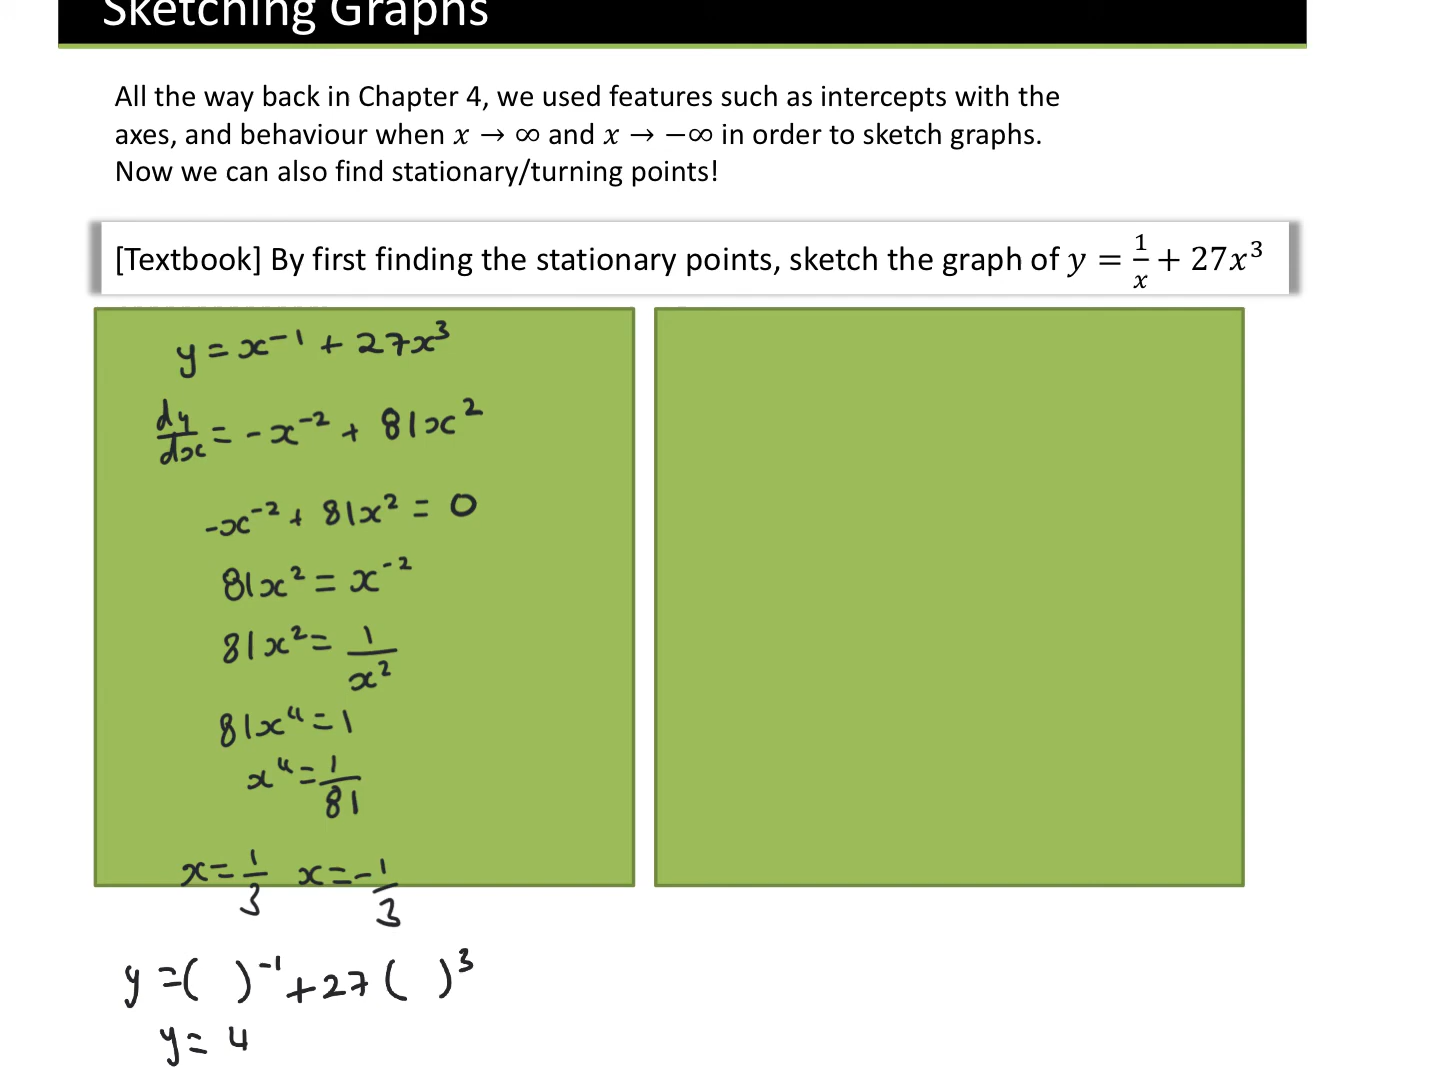 Sketching Graphs
All the way back in Chapter 4, we used features such as intercepts with the
axes, and behaviour when x → ∞ and x → −∞ in order to sketch graphs.
Now we can also find stationary/turning points!
[Textbook] By first finding the stationary points, sketch the graph of y = 1/x + 27x³
y = x⁻¹ + 27x³
dy/dx = -x⁻² + 81x²
-x⁻² + 81x² = 0
81x² = x⁻²
81x² = 1/x²
81x⁴ = 1
x⁴ = 1/81
x = 1/3 x = -1/3
y = ( )⁻¹ + 27 ( )³
y = 4